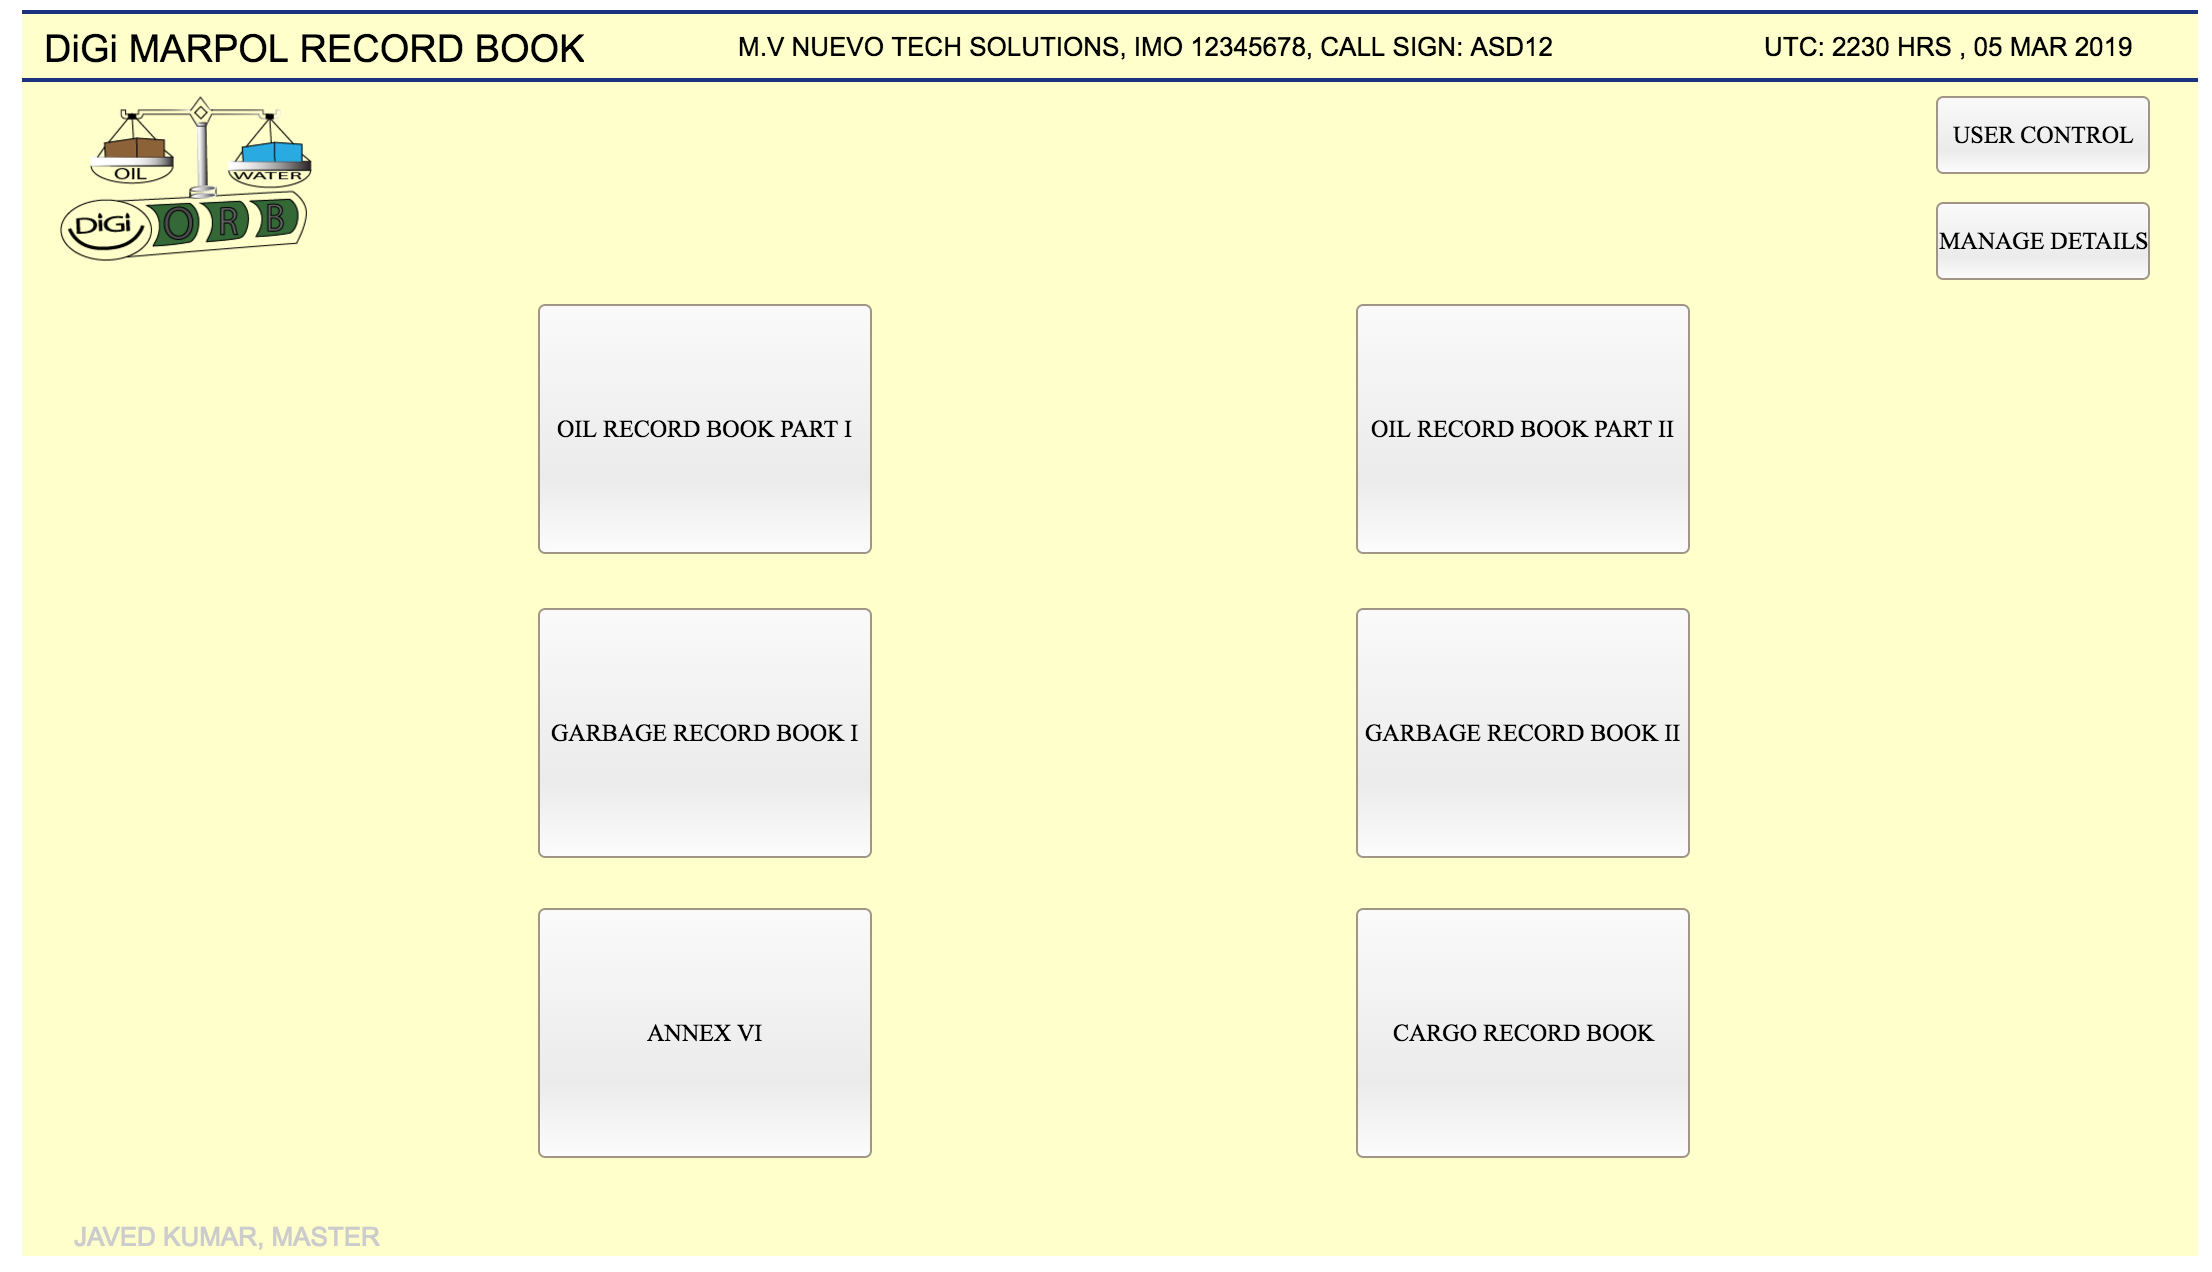 DiGi MARPOL RECORD BOOK
M.V NUEVO TECH SOLUTIONS, IMO 12345678, CALL SIGN: ASD12
UTC: 2230 HRS , 05 MAR 2019
OIL
WATER
DiGi O R B
USER CONTROL
MANAGE DETAILS
OIL RECORD BOOK PART I
OIL RECORD BOOK PART II
GARBAGE RECORD BOOK I
GARBAGE RECORD BOOK II
ANNEX VI
CARGO RECORD BOOK
JAVED KUMAR, MASTER